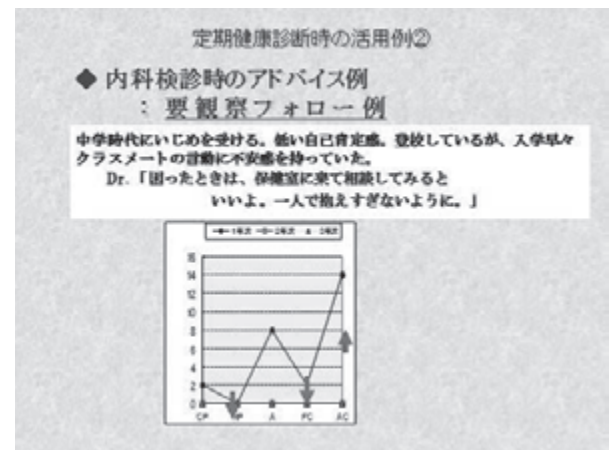 定期健康診断時の活用例②
◆ 内科検診時のアドバイス例
：要観察フォロー例
中学時代にいじめを受ける。低い自己肯定感。登校しているが、入学早々
クラスメートの言動に不安感を持っていた。
Dr.「困ったときは、保健室に来て相談してみると
いいよ。一人で抱えすぎないように。」
1年次 2年次 3年次
16
14
12
10
8
6
4
2
0
CP NP A FC AC